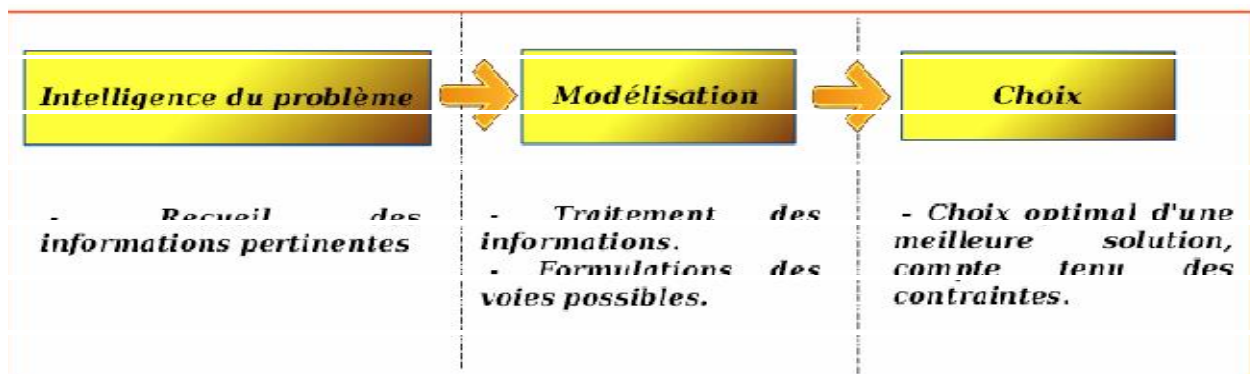 Intelligence du problème
Modélisation
Choix
- Recueil des
informations pertinentes
- Traitement des
informations.
- Formulations des
voies possibles.
- Choix optimal d'une
meilleure solution,
compte tenu des
contraintes.